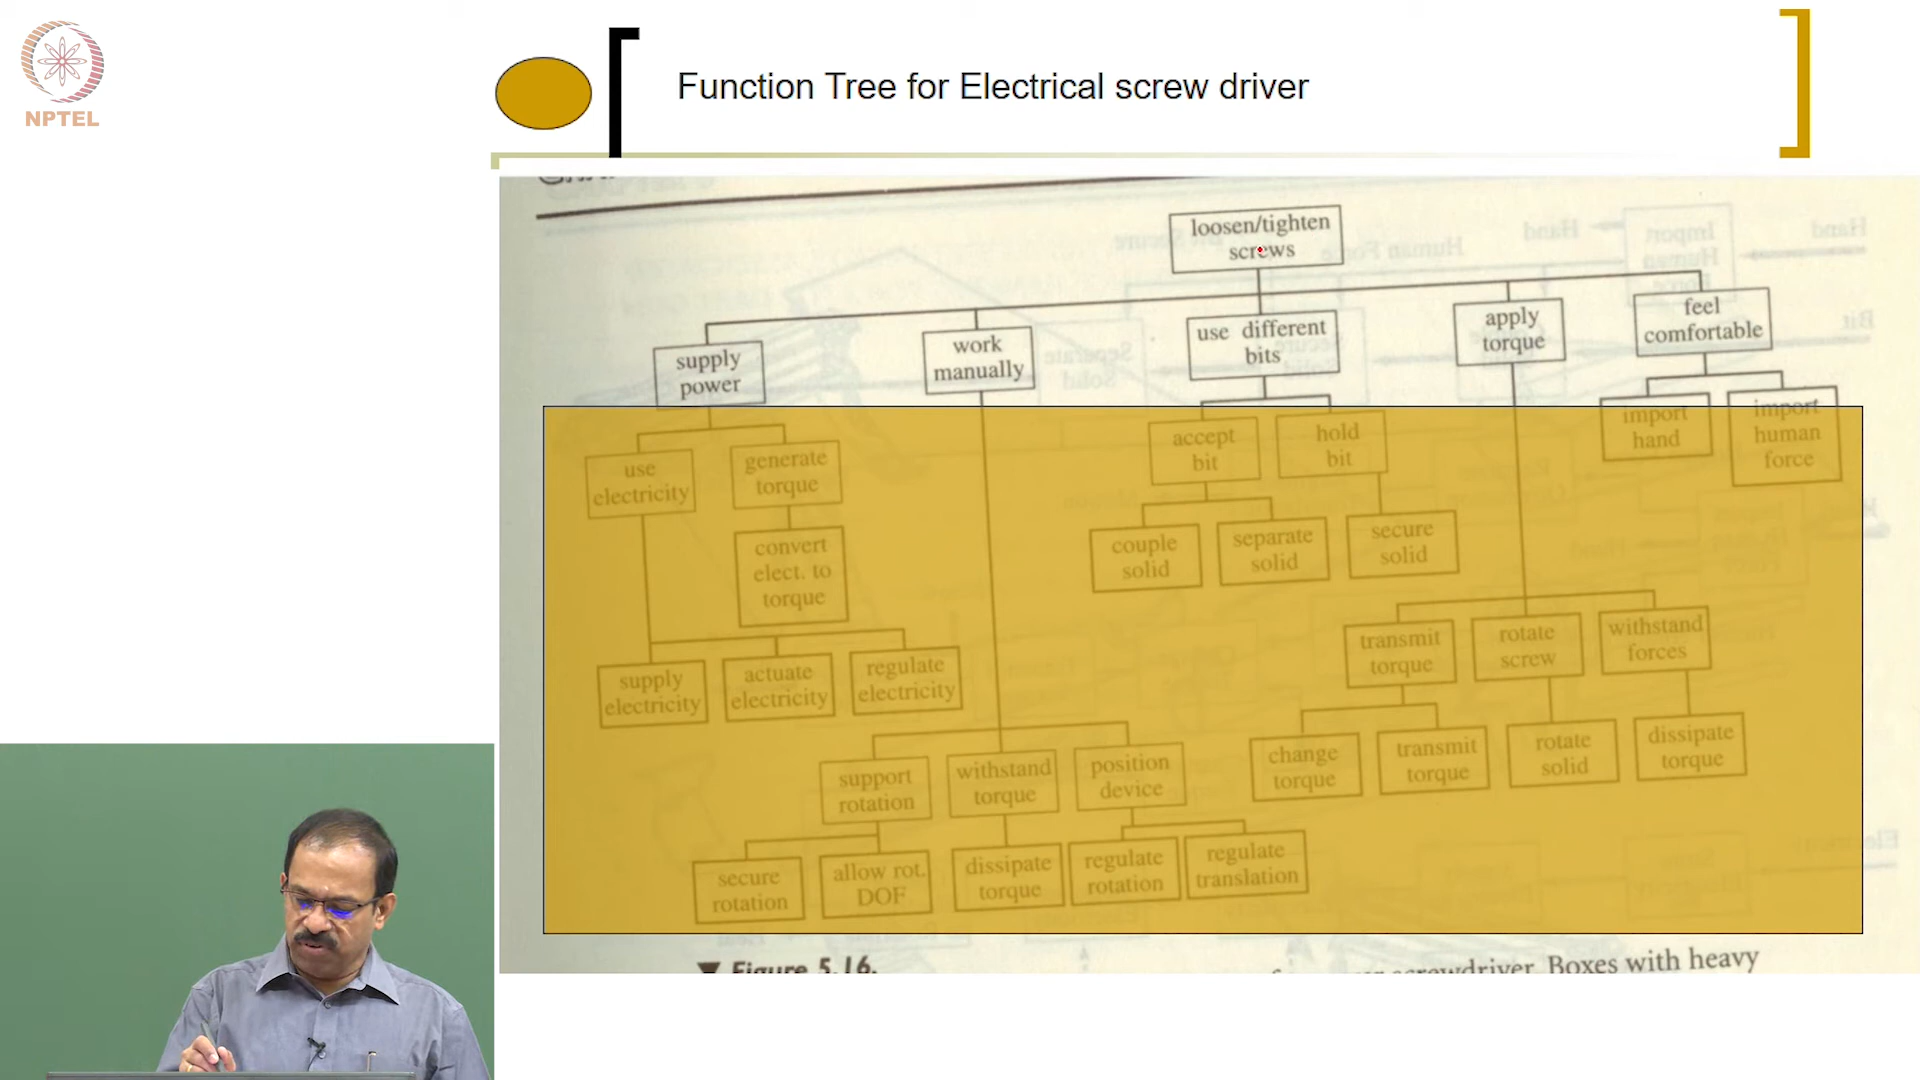 NPTEL
Function Tree for Electrical screw driver
loosen/tighten
screws
supply
power
work
manually
use different
bits
apply
torque
feel
comfortable
use
electricity
generate
torque
accept
bit
hold
bit
import
hand
import
human
force
convert
elect. to
torque
couple
solid
separate
solid
secure
solid
supply
electricity
actuate
electricity
regulate
electricity
transmit
torque
rotate
screw
withstand
forces
support
rotation
withstand
torque
position
device
change
torque
transmit
torque
rotate
solid
dissipate
torque
secure
rotation
allow rot.
DOF
dissipate
torque
regulate
rotation
regulate
translation
Figure 5.16.
screwdriver. Boxes with heavy